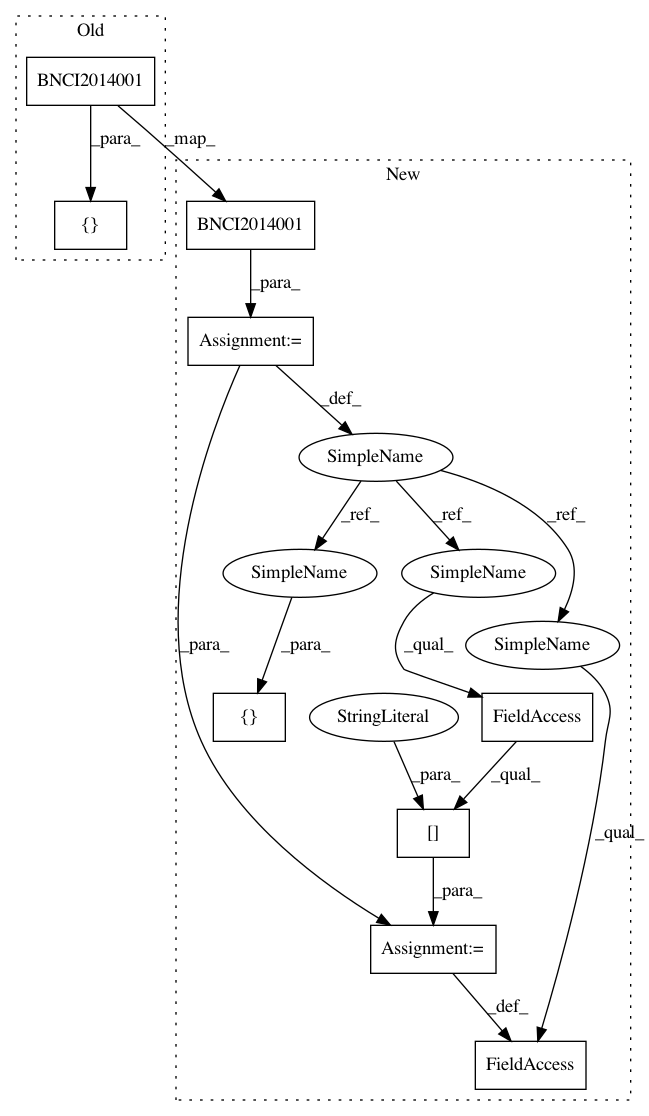 Old
BNCI2014001
_para_
_map_
{}
New
BNCI2014001
_para_
Assignment:=
_def_
SimpleName
_ref_
_ref_
_ref_
SimpleName
SimpleName
SimpleName
_para_
_para_
_qual_
{}
StringLiteral
FieldAccess
_para_
_qual_
[]
_qual_
_para_
Assignment:=
_def_
FieldAccess